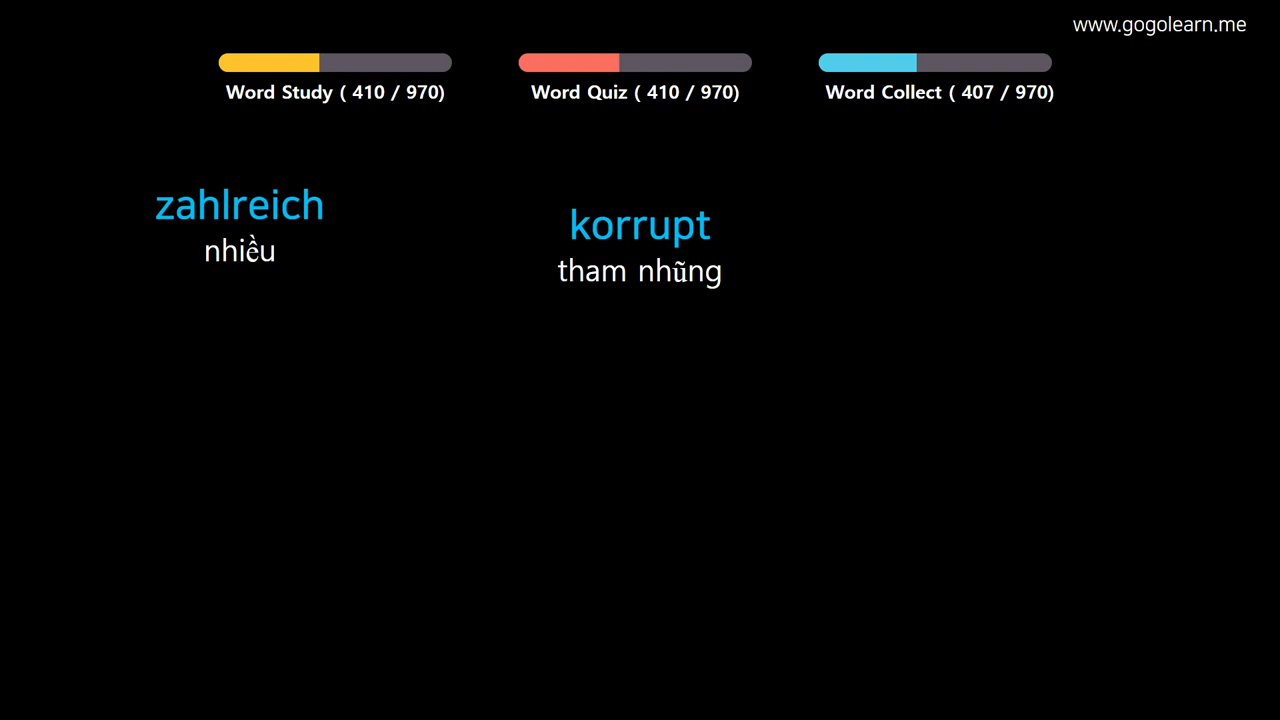 www.gogolearn.me
Word Study ( 410 / 970)
Word Quiz ( 410 / 970)
Word Collect ( 407 / 970)
zahlreich
nhiều
korrupt
tham nhũng